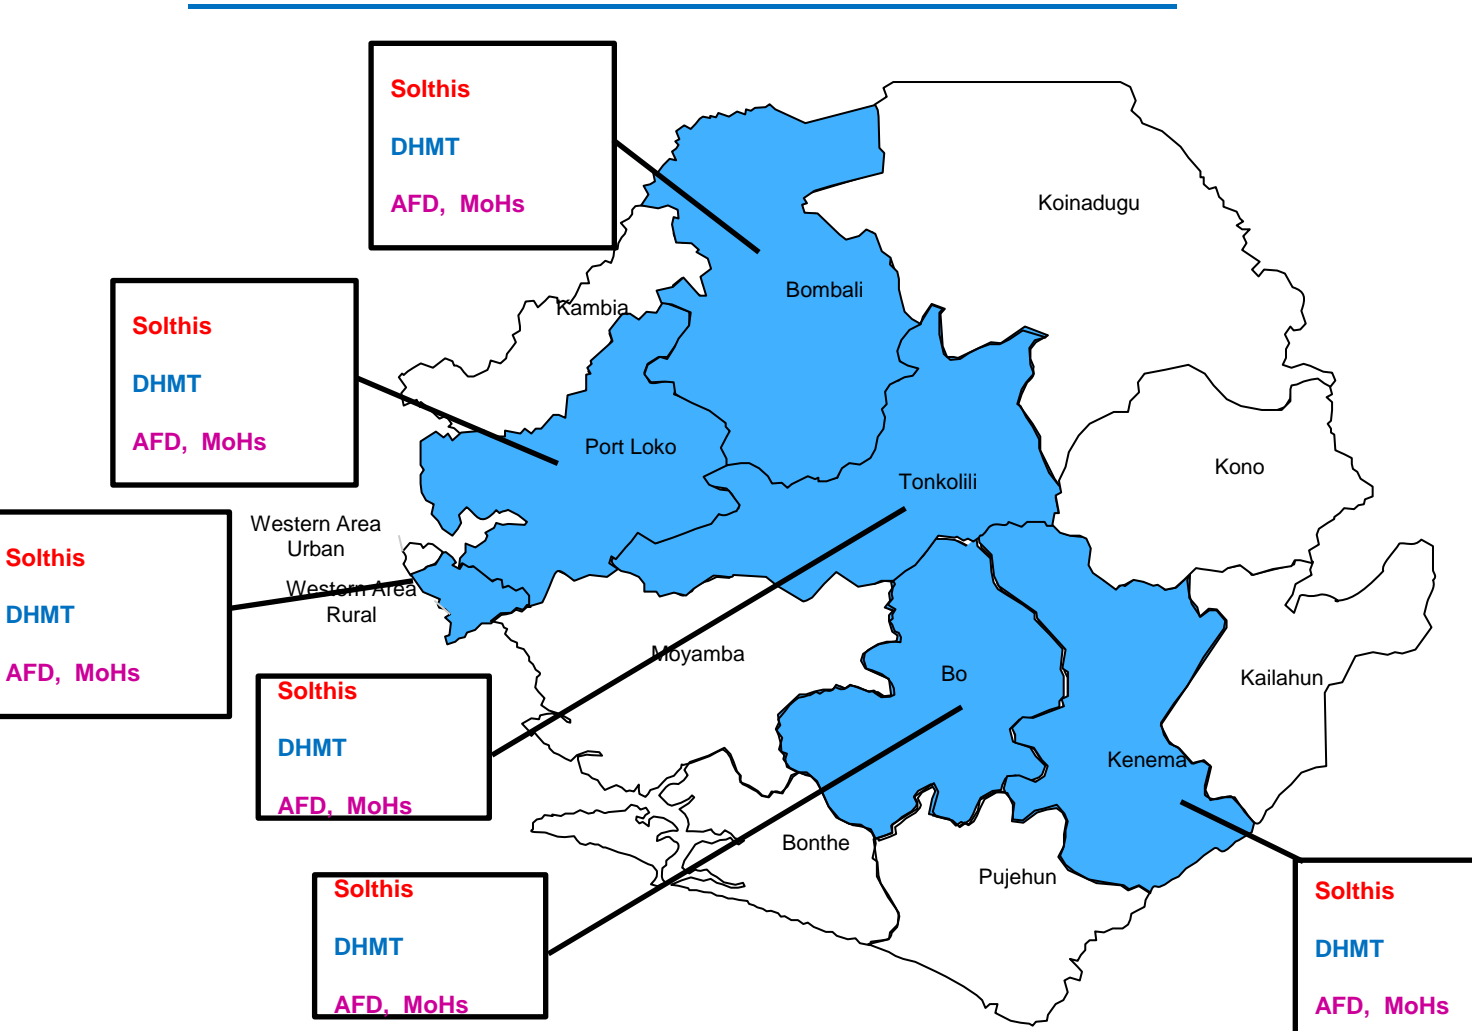 Solthis
DHMT
AFD, MoHs
Koinadugu
Bombali
Kambia
Solthis
DHMT
AFD, MoHs
Port Loko
Kono
Tonkolili
Western Area
Urban
Western Area
Rural
Solthis
DHMT
AFD, MoHs
Moyamba
Bo
Kailahun
Solthis
DHMT
AFD, MoHs
Kenema
Bonthe
Pujehun
Solthis
DHMT
AFD, MoHs
Solthis
DHMT
AFD, MoHs